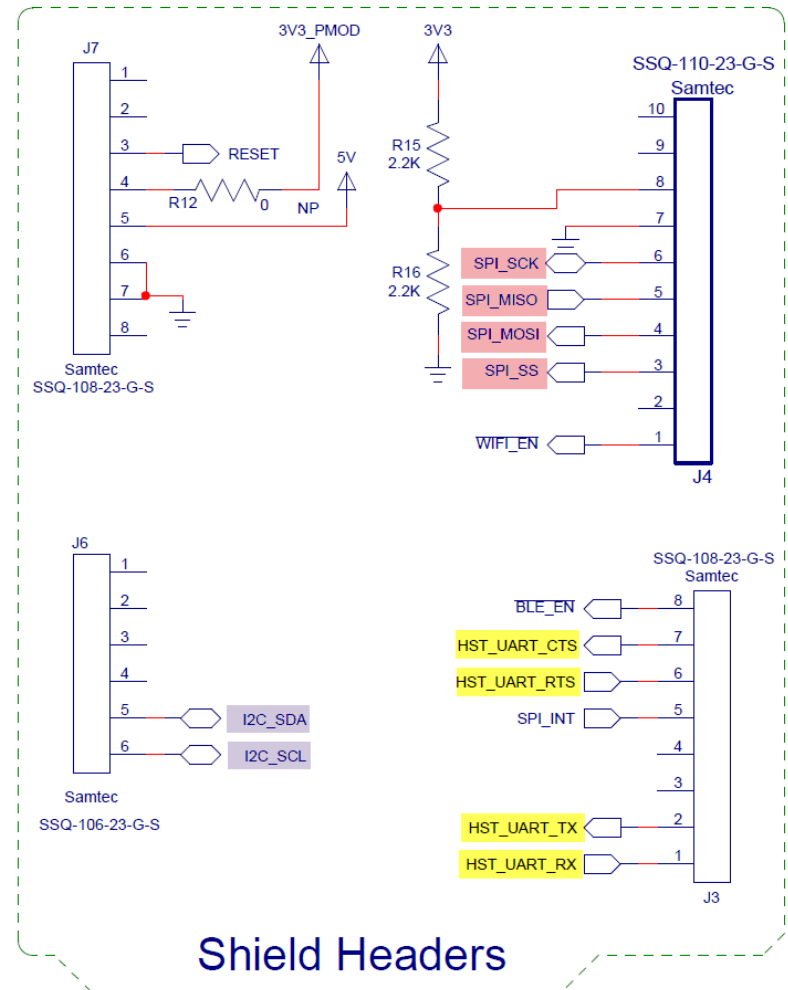 J7
1
2
3
RESET
4
R12
0
NP
5
6
7
8
Samtec
SSQ-108-23-G-S
3V3_PMOD
5V
3V3
R15
2.2K
R16
2.2K
SSQ-110-23-G-S
Samtec
10
9
8
7
SPI_SCK
6
SPI_MISO
5
SPI_MOSI
4
SPI_SS
3
2
WIFI_EN
1
J4
J6
1
2
3
4
5
I2C_SDA
6
I2C_SCL
Samtec
SSQ-106-23-G-S
SSQ-108-23-G-S
Samtec
BLE_EN
8
HST_UART_CTS
7
HST_UART_RTS
6
SPI_INT
5
4
3
HST_UART_TX
2
HST_UART_RX
1
J3
Shield Headers